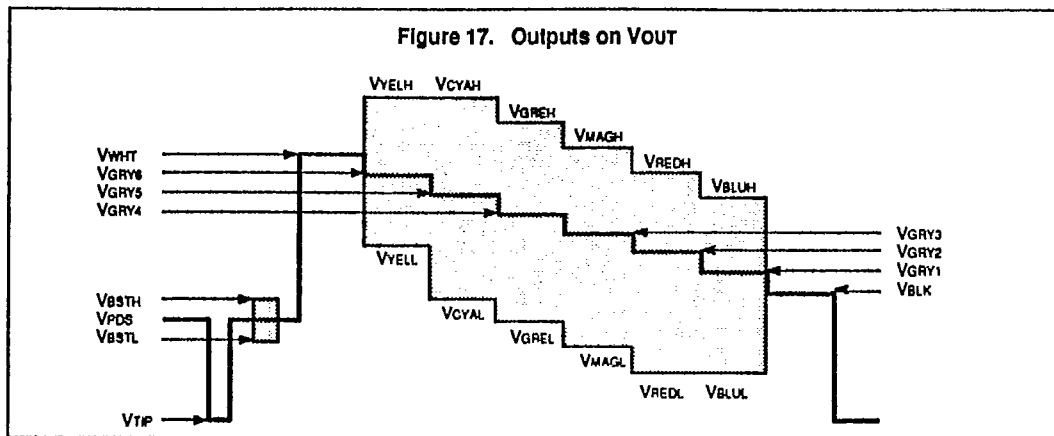 Figure 17. Outputs on VOUT
VYELH VCYAH
VGREH
VMAGH
VREDH
VBLUH
VWHT
VGRY6
VGRY5
VGRY4
VGRY3
VGRY2
VGRY1
VBLK
VYELL
VBSTH
VPDS
VBSTL
VCYAL
VGREL
VMAGL
VREDL VBLUL
VTIP